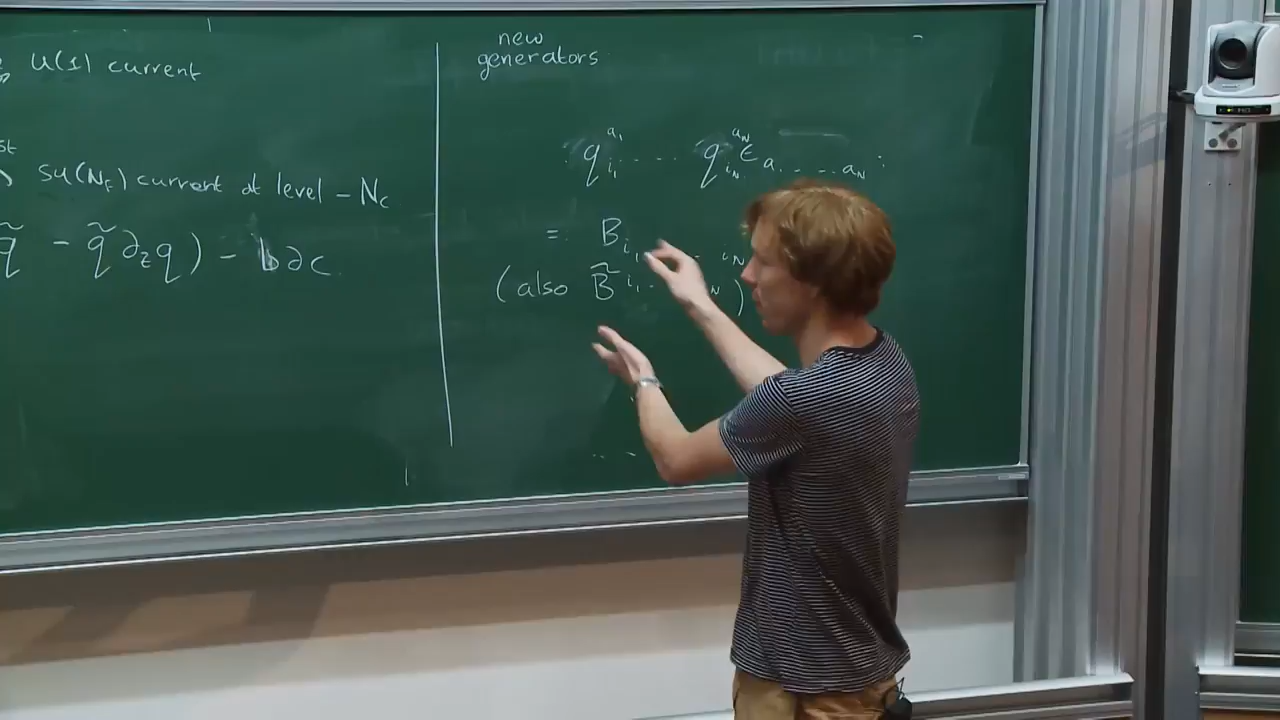 U(1) current
st
su(N_F) current at level - N_c
q̃ - q̃ ∂_z q) - b∂c.
new
generators
q^{a_1}_{i_1} ..... q^{a_N}_{i_N} ε_{a_1 .... a_N}
= B_{i_1 ... i_N}
(also B̃^{i_1 ... i_N})